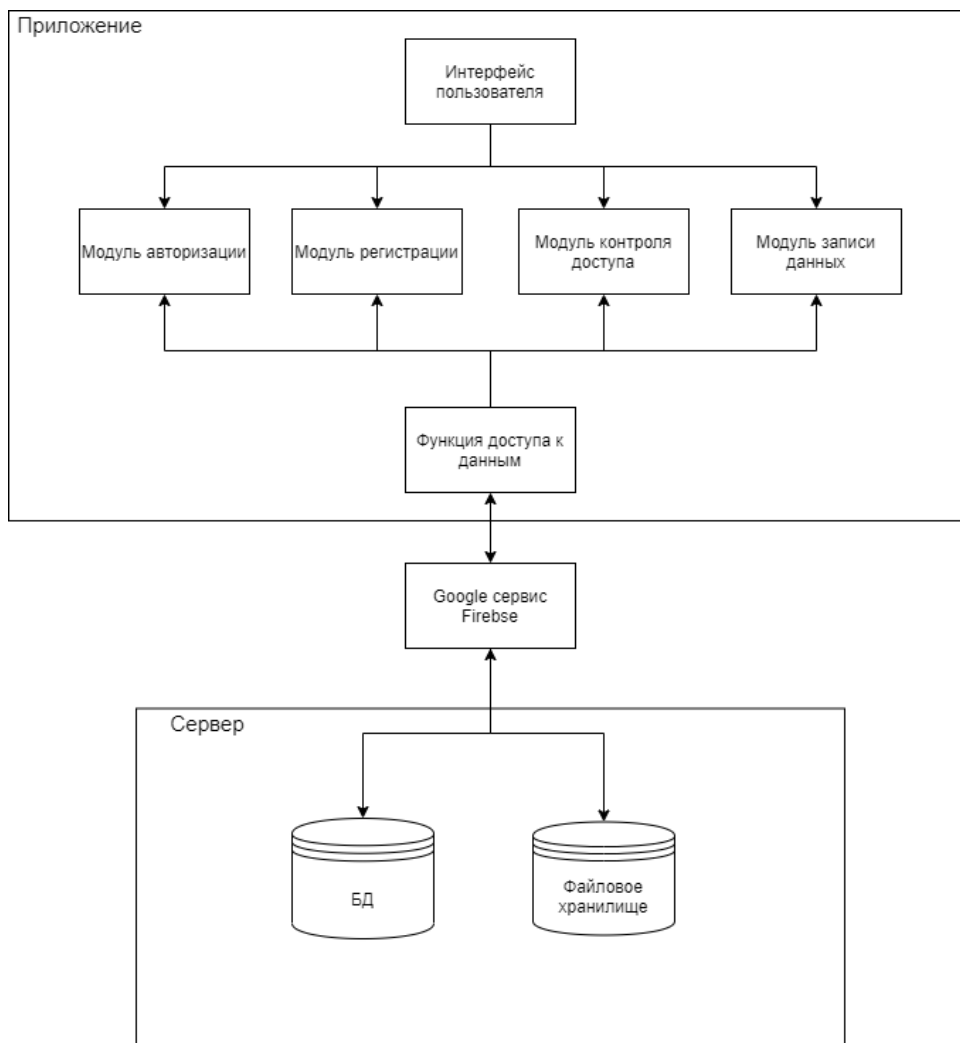 Приложение
Интерфейс
пользователя
Модуль авторизации
Модуль регистрации
Модуль контроля
доступа
Модуль записи
данных
Функция доступа к
данным
Google сервис
Firebse
Сервер
БД
Файловое
хранилище